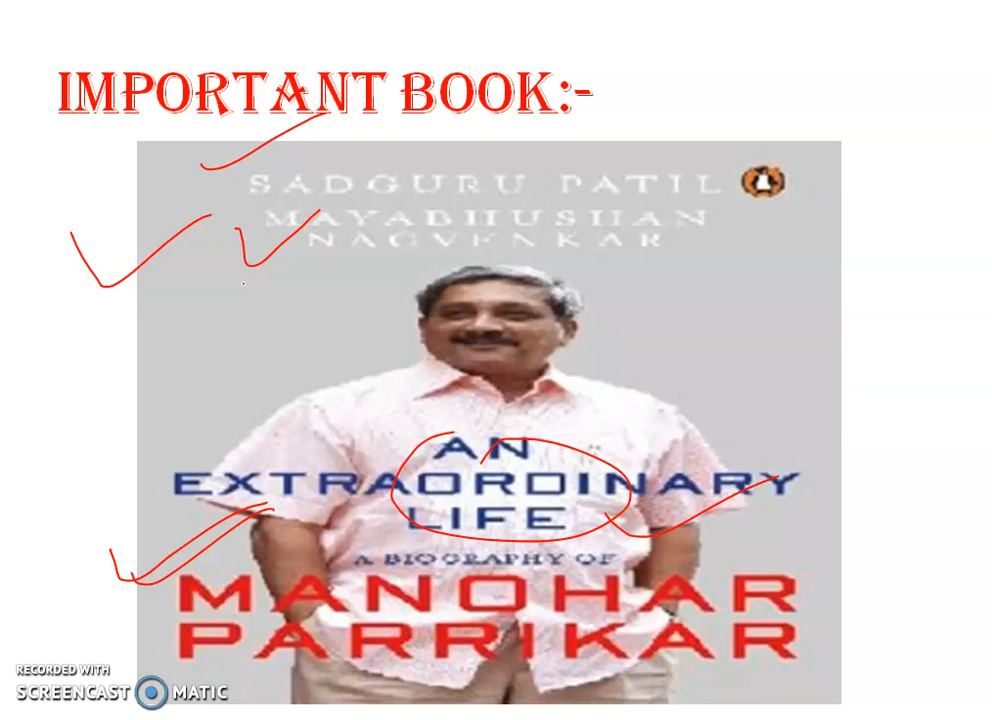 IMPORTANT BOOK:-
SADGURU PATIL
MAYABHUSHAN
NAGVENKAR
AN
EXTRAORDINARY
LIFE
A BIOGRAPHY OF
MANOHAR
PARRIKAR
RECORDED WITH
SCREENCAST MATIC